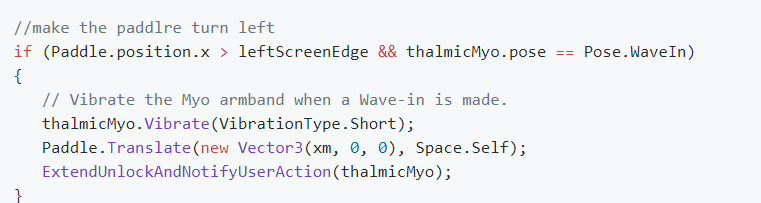 //make the paddlre turn left
if (Paddle.position.x > leftScreenEdge && thalmicMyo.pose == Pose.WaveIn)
{
   // Vibrate the Myo armband when a Wave-in is made.
   thalmicMyo.Vibrate(VibrationType.Short);
   Paddle.Translate(new Vector3(xm, 0, 0), Space.Self);
   ExtendUnlockAndNotifyUserAction(thalmicMyo);
}